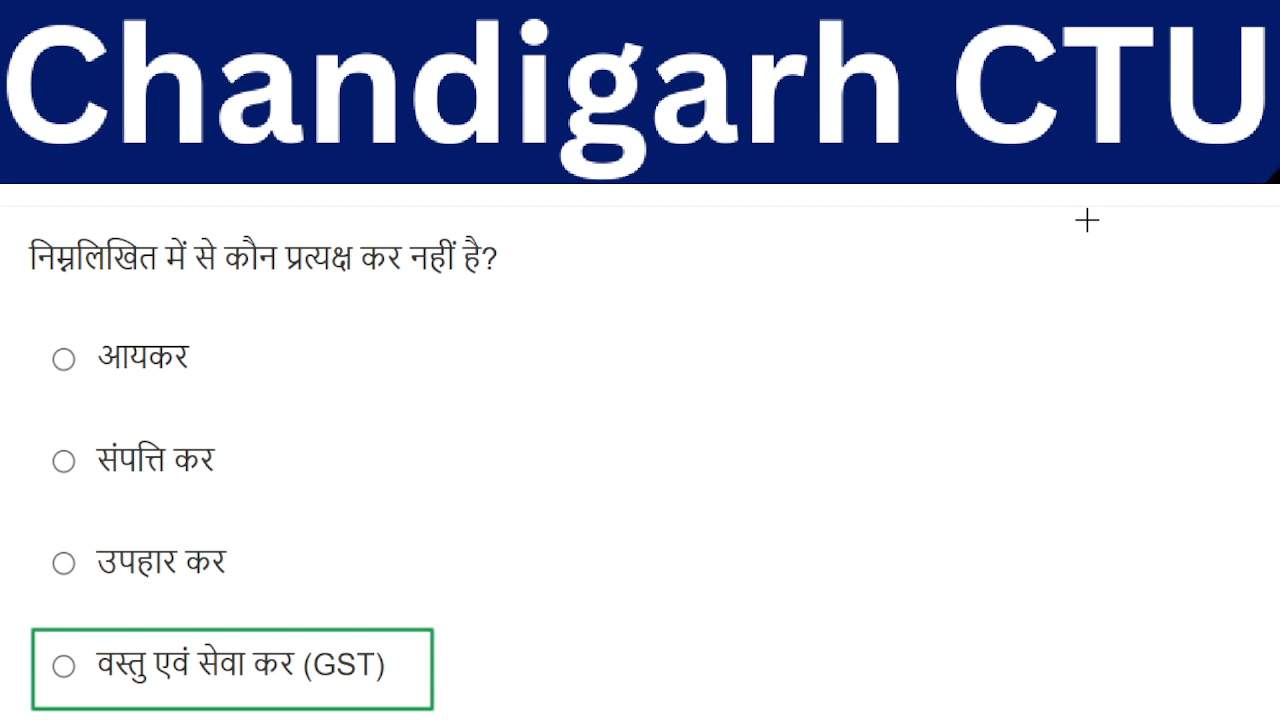 Chandigarh CTU
निम्नलिखित में से कौन प्रत्यक्ष कर नहीं है?
आयकर
संपत्ति कर
उपहार कर
वस्तु एवं सेवा कर (GST)